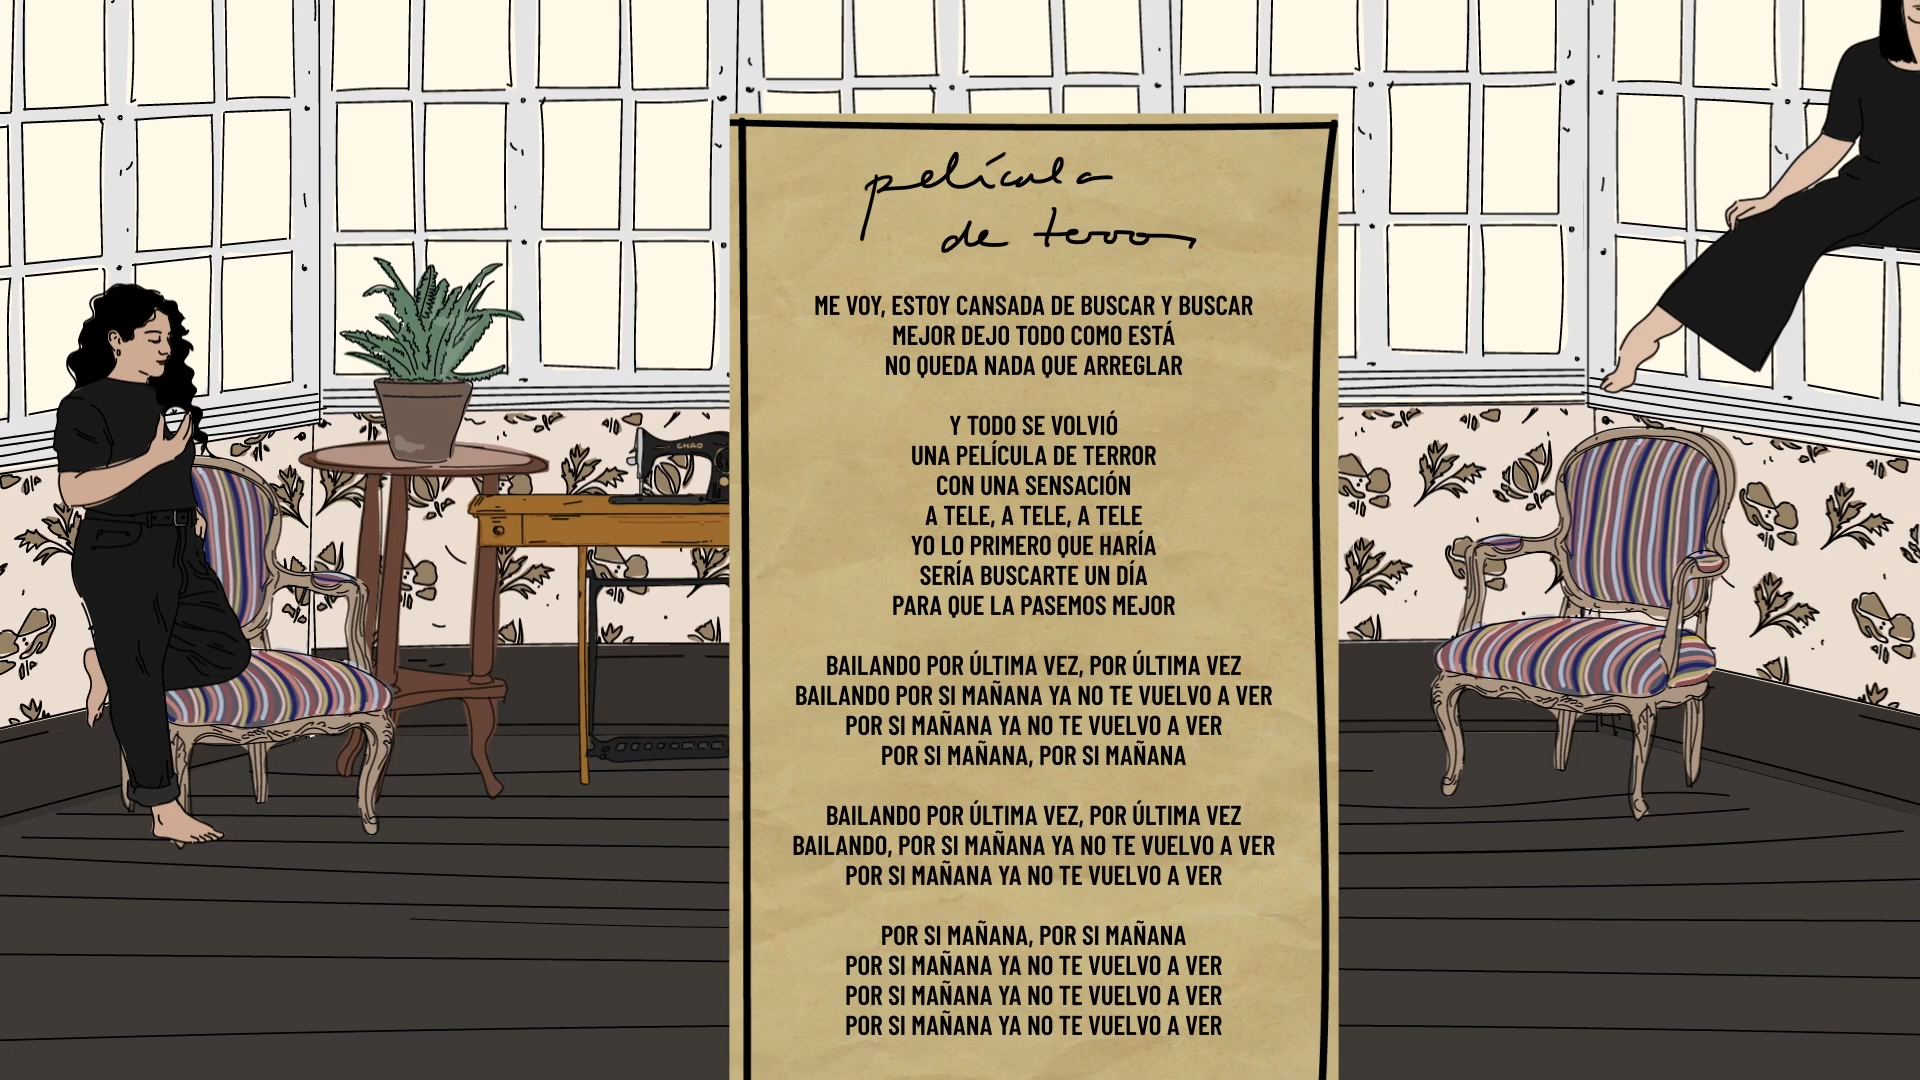 película
de terror
ME VOY, ESTOY CANSADA DE BUSCAR Y BUSCAR
MEJOR DEJO TODO COMO ESTÁ
NO QUEDA NADA QUE ARREGLAR
Y TODO SE VOLVIÓ
UNA PELÍCULA DE TERROR
CON UNA SENSACIÓN
A TELE, A TELE, A TELE
YO LO PRIMERO QUE HARÍA
SERÍA BUSCARTE UN DÍA
PARA QUE LA PASEMOS MEJOR
BAILANDO POR ÚLTIMA VEZ, POR ÚLTIMA VEZ
BAILANDO POR SI MAÑANA YA NO TE VUELVO A VER
POR SI MAÑANA YA NO TE VUELVO A VER
POR SI MAÑANA, POR SI MAÑANA
BAILANDO POR ÚLTIMA VEZ, POR ÚLTIMA VEZ
BAILANDO, POR SI MAÑANA YA NO TE VUELVO A VER
POR SI MAÑANA YA NO TE VUELVO A VER
POR SI MAÑANA, POR SI MAÑANA
POR SI MAÑANA YA NO TE VUELVO A VER
POR SI MAÑANA YA NO TE VUELVO A VER
POR SI MAÑANA YA NO TE VUELVO A VER
CHAO